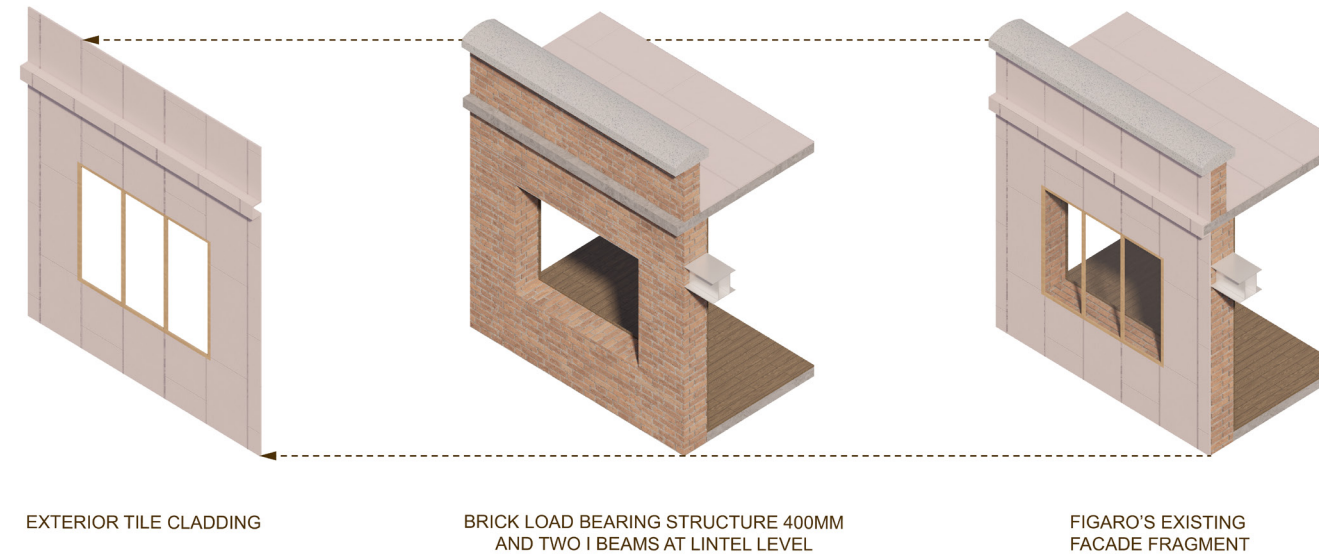 EXTERIOR TILE CLADDING
BRICK LOAD BEARING STRUCTURE 400MM
AND TWO I BEAMS AT LINTEL LEVEL
FIGARO'S EXISTING
FACADE FRAGMENT